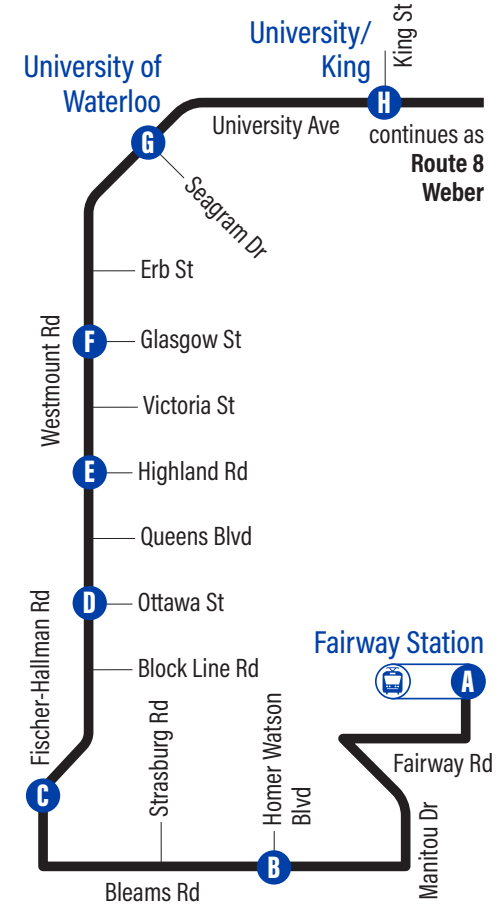 University/
King
King St
University of
Waterloo
H
University Ave
continues as
Route 8
Weber
G
Seagram Dr
Erb St
Westmount Rd
F
Glasgow St
Victoria St
E
Highland Rd
Queens Blvd
Fischer-Hallman Rd
D
Ottawa St
Fairway Station
Block Line Rd
A
Strasburg Rd
Homer Watson
Blvd
Fairway Rd
C
Manitou Dr
B
Bleams Rd